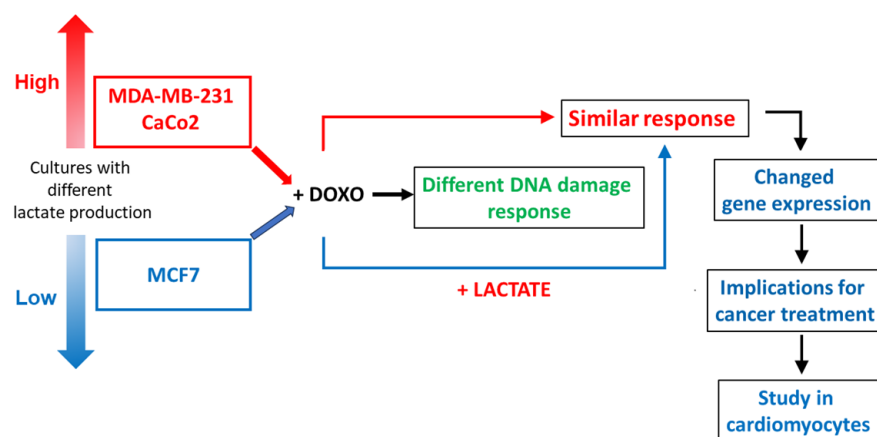 High
MDA-MB-231
CaCo2
Cultures with
different
lactate production
Low
MCF7
+ DOXO
Different DNA damage
response
+ LACTATE
Similar response
Changed
gene expression
Implications for
cancer treatment
Study in
cardiomyocytes